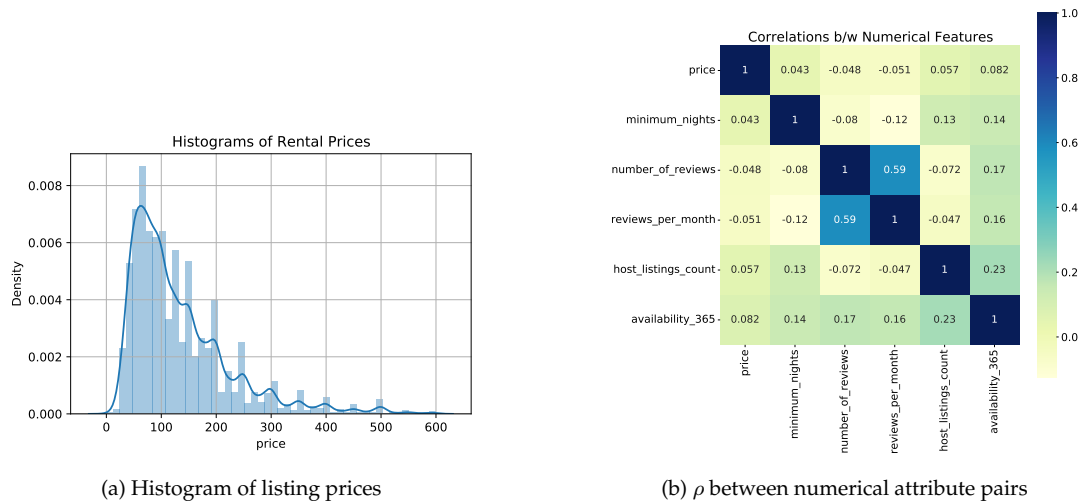 Histograms of Rental Prices
0.008
0.006
0.004
0.002
0.000
Density
0 100 200 300 400 500 600
price
(a) Histogram of listing prices
Correlations b/w Numerical Features
price 1 0.043 -0.048 -0.051 0.057 0.082
minimum_nights 0.043 1 -0.08 -0.12 0.13 0.14
number_of_reviews -0.048 -0.08 1 0.59 -0.072 0.17
reviews_per_month -0.051 -0.12 0.59 1 -0.047 0.16
host_listings_count 0.057 0.13 -0.072 -0.047 1 0.23
availability_365 0.082 0.14 0.17 0.16 0.23 1
price
minimum_nights
number_of_reviews
reviews_per_month
host_listings_count
availability_365
1.0
0.8
0.6
0.4
0.2
0.0
(b) ρ between numerical attribute pairs